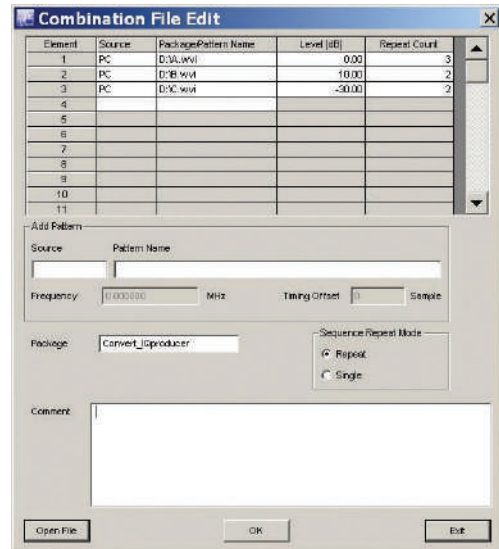 Combination File Edit
Element Source Package/Pattern Name Level [dB] Repeat Count
1 PC D:\A.wvi 0.00 3
2 PC D:\B.wvi 10.00 2
3 PC D:\C.wvi -30.00 2
4
5
6
7
8
9
10
11
Add Pattern
Source Pattern Name
Frequency 0.000000 MHz Timing Offset 0 Sample
Package Convert_IQproducer
Sequence Repeat Mode
Repeat
Single
Comment
Open File OK Exit